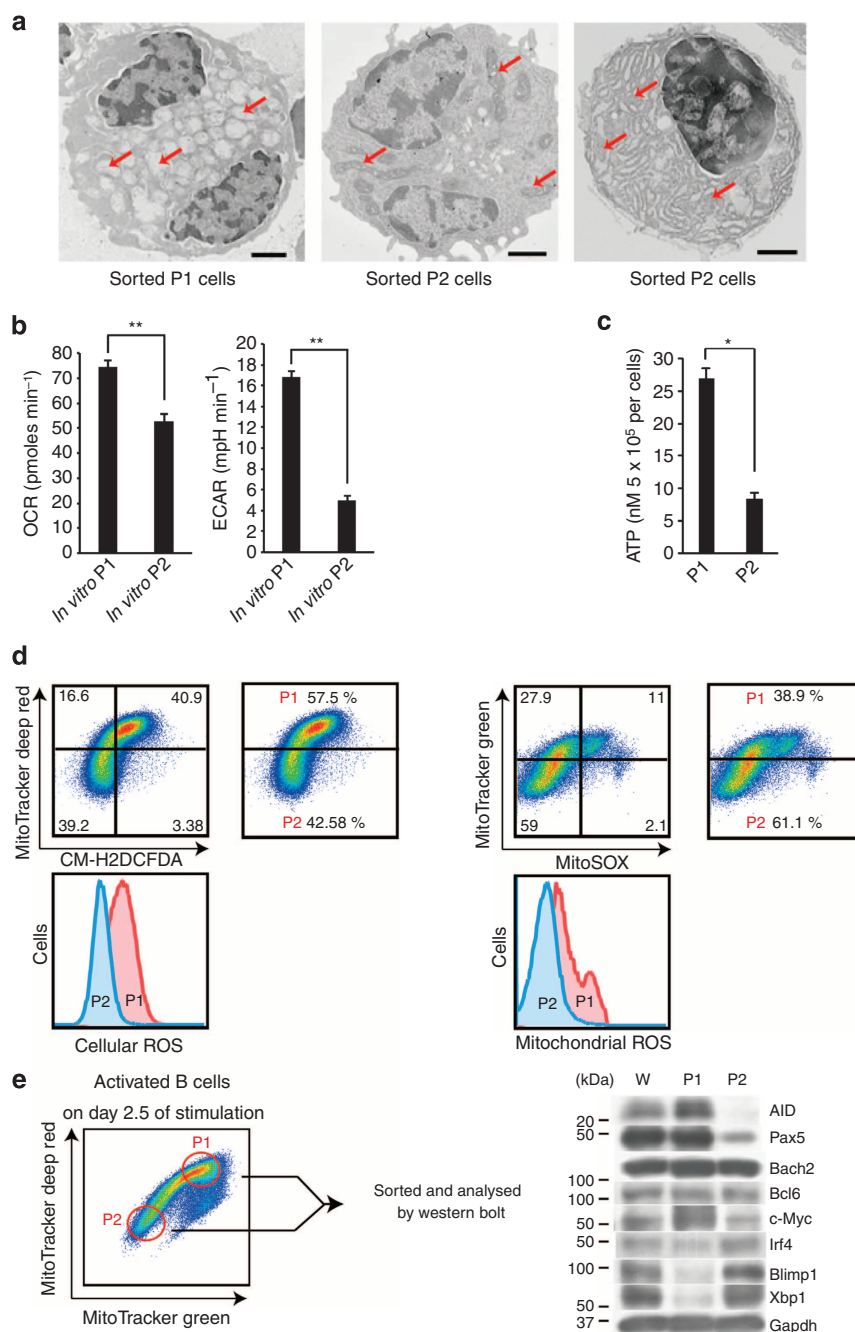 a
Sorted P1 cells
Sorted P2 cells
Sorted P2 cells
b
OCR (pmoles min⁻¹)
80
70
60
50
40
30
20
10
0
**
In vitro P1
In vitro P2
ECAR (mpH min⁻¹)
20
18
16
14
12
10
8
6
4
2
0
**
In vitro P1
In vitro P2
c
ATP (nM 5 x 10⁵ per cells)
35
30
25
20
15
10
5
0
*
P1
P2
d
MitoTracker deep red
16.6
40.9
39.2
3.38
CM-H2DCFDA
P1 57.5 %
P2 42.58 %
MitoTracker green
27.9
11
59
2.1
MitoSOX
P1 38.9 %
P2 61.1 %
Cells
P2
P1
Cellular ROS
Cells
P2
P1
Mitochondrial ROS
e
Activated B cells
on day 2.5 of stimulation
MitoTracker deep red
P1
P2
MitoTracker green
Sorted and analysed
by western bolt
(kDa) W P1 P2
AID
20
50
Pax5
Bach2
100
Bcl6
100
c-Myc
50
50
Irf4
100
Blimp1
Xbp1
50
37
Gapdh